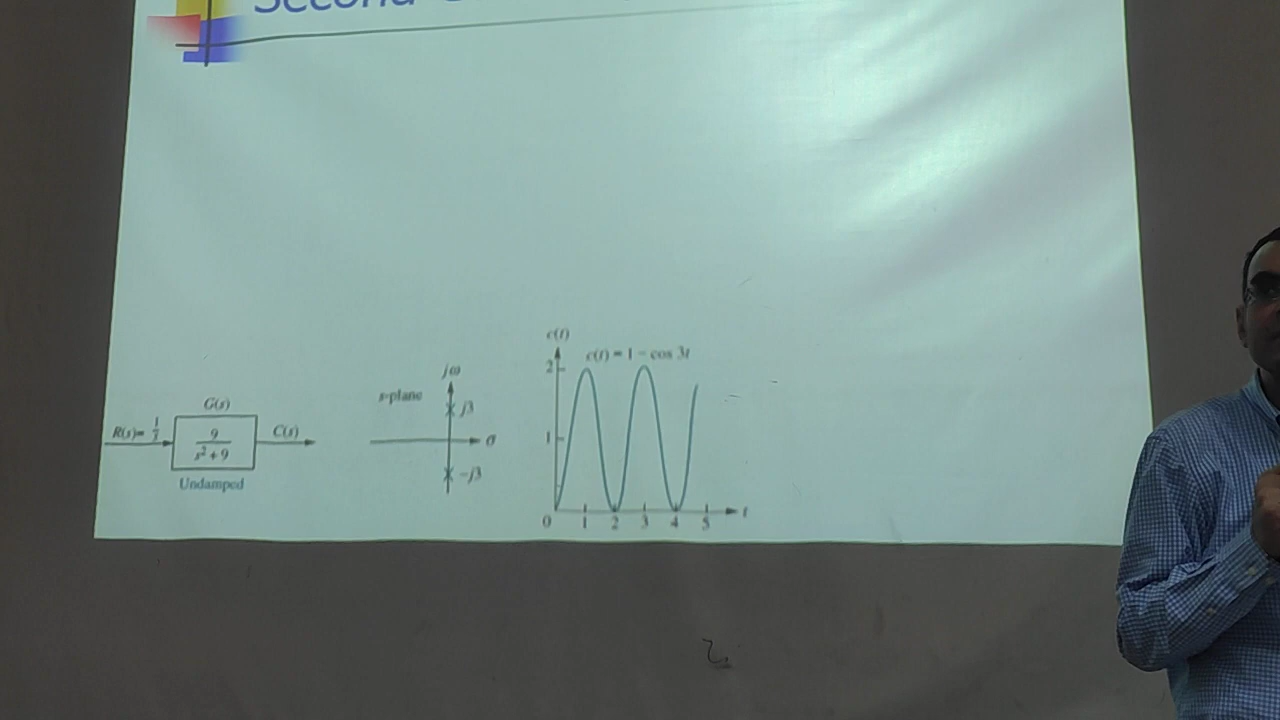 Second
G(s)
R(s)= 1/s
9
s² + 9
C(s)
Undamped
s-plane
jω
j3
σ
-j3
c(t)
c(t) = 1 - cos 3t
2
1
0
1 2 3 4 5
t